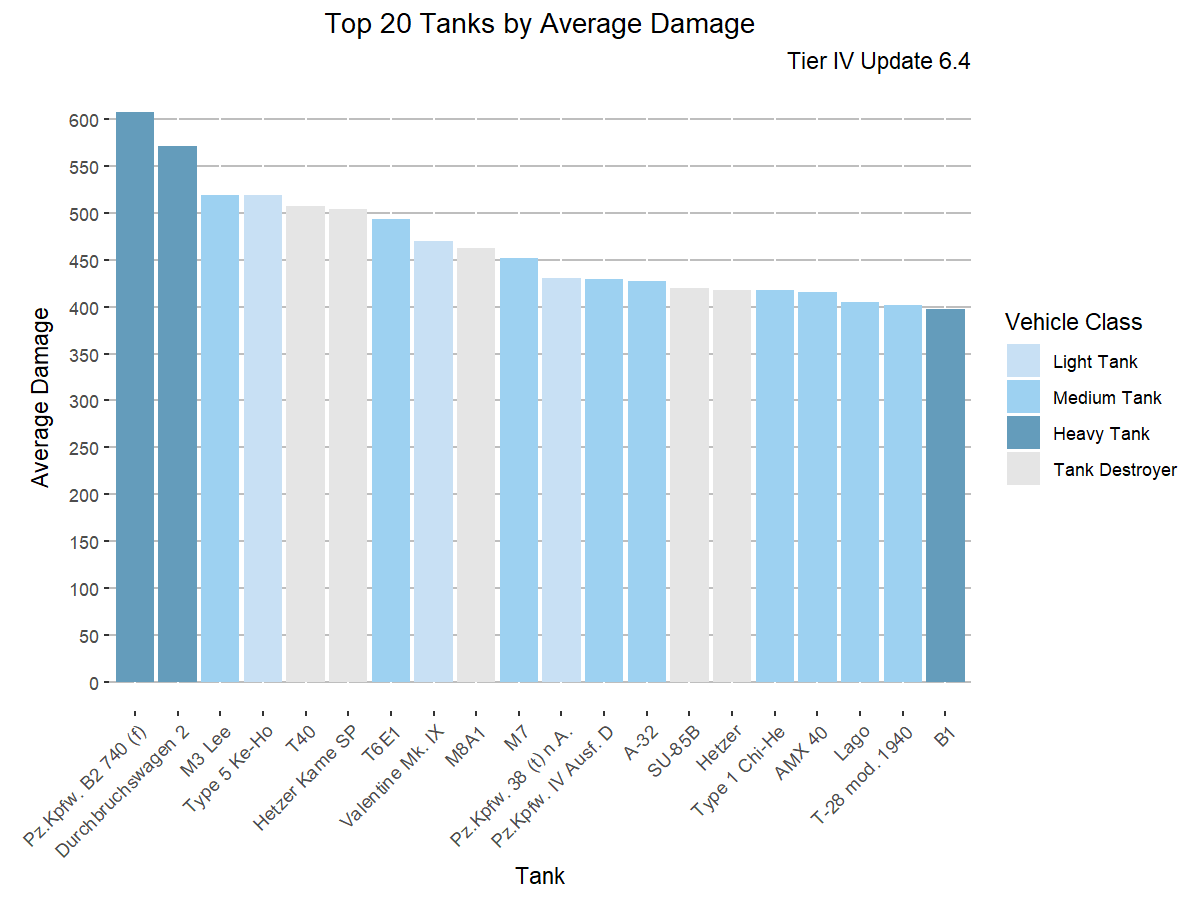 Top 20 Tanks by Average Damage
Tier IV Update 6.4
Average Damage
600
550
500
450
400
350
300
250
200
150
100
50
0
Pz.Kpfw. B2 740 (f)
Durchbruchswagen 2
M3 Lee
Type 5 Ke-Ho
T40
Hetzer Kame SP
T6E1
Valentine Mk. IX
M8A1
M7
Pz.Kpfw. 38 (t) n.A.
Pz.Kpfw. IV Ausf. D
A-32
SU-85B
Hetzer
Type 1 Chi-He
AMX 40
Lago
T-28 mod. 1940
B1
Tank
Vehicle Class
Light Tank
Medium Tank
Heavy Tank
Tank Destroyer